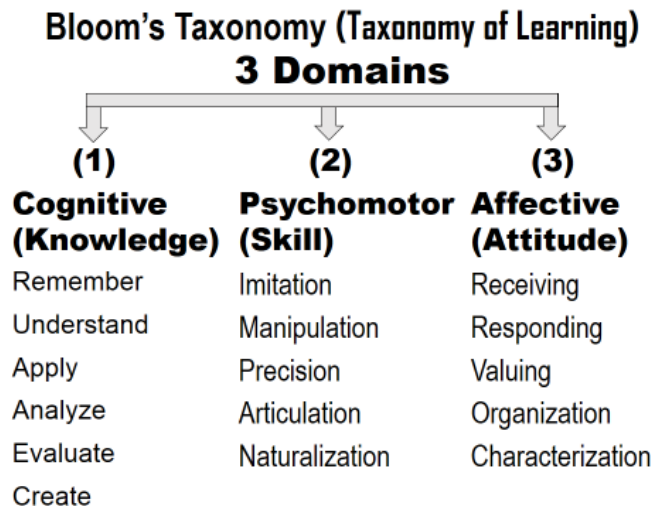 Bloom's Taxonomy (Taxonomy of Learning)
3 Domains
(1)
Cognitive
(Knowledge)
Remember
Understand
Apply
Analyze
Evaluate
Create
(2)
Psychomotor
(Skill)
Imitation
Manipulation
Precision
Articulation
Naturalization
(3)
Affective
(Attitude)
Receiving
Responding
Valuing
Organization
Characterization